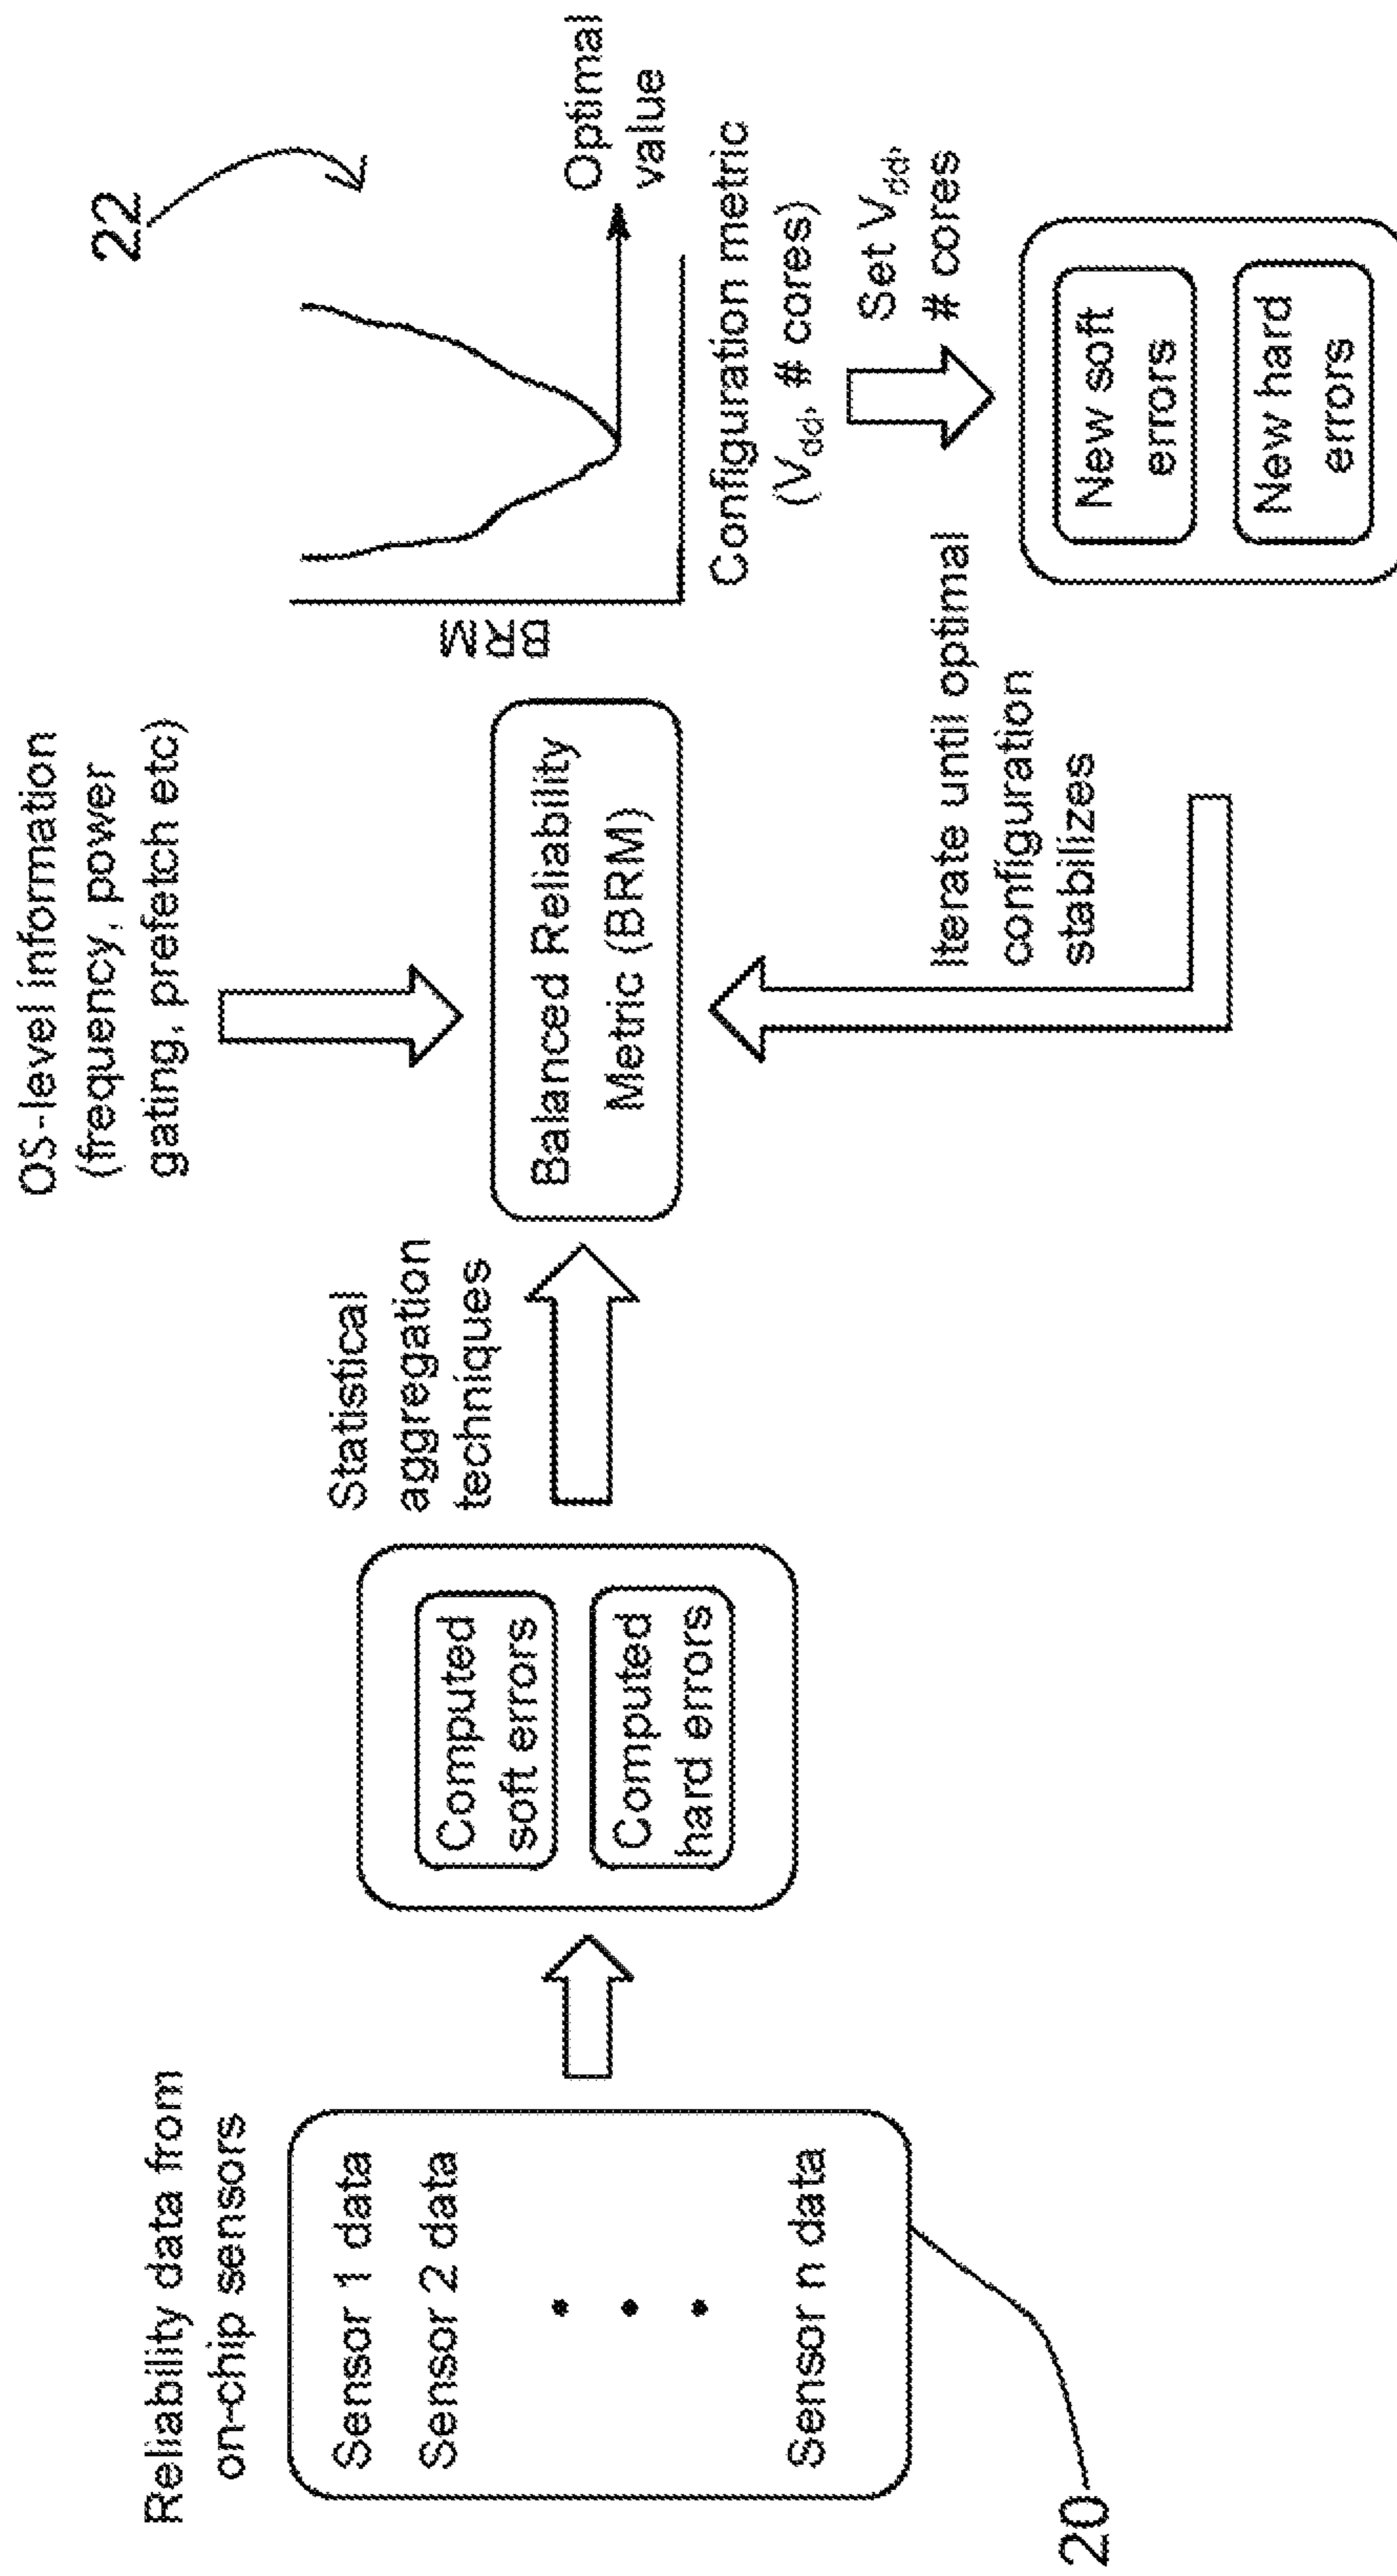 Reliability data from
on-chip sensors
Sensor 1 data
Sensor 2 data
Sensor n data
20
Computed
soft errors
Computed
hard errors
Statistical
aggregation
techniques
OS-level information
(frequency, power
gating, prefetch etc)
Balanced Reliability
Metric (BRM)
22
BRM
Optimal
value
Configuration metric
(Vdd, # cores)
Set Vdd,
# cores
New soft
errors
New hard
errors
Iterate until optimal
configuration
stabilizes